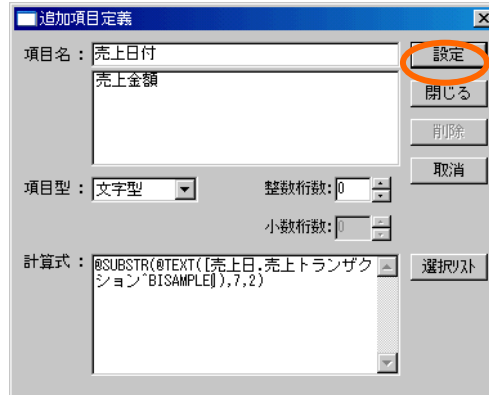 追加項目定義
項目名：
売上日付
設定
売上金額
閉じる
削除
取消
項目型：
文字型
整数桁数：
0
小数桁数：
0
計算式：
@SUBSTR(@TEXT([売上日.売上トランザク
ション^BISAMPLE]),7,2)
選択リスト